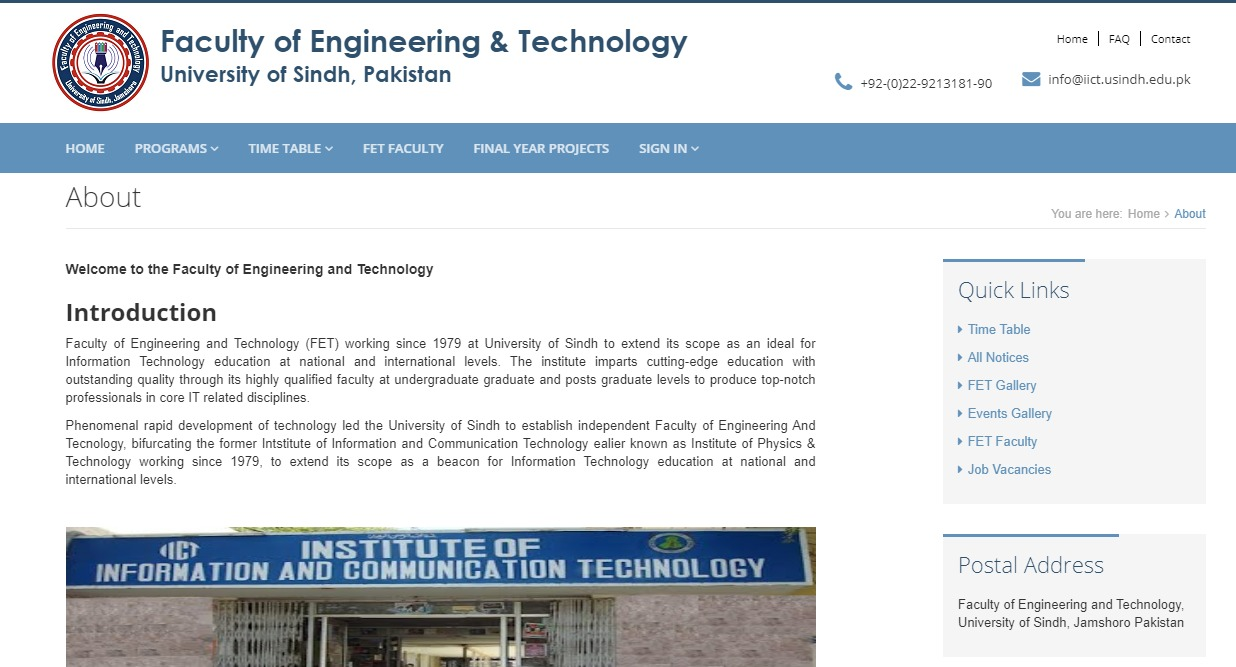 Faculty of Engineering and Technology
University of Sindh, Jamshoro
Faculty of Engineering & Technology
University of Sindh, Pakistan
Home
FAQ
Contact
+92-(0)22-9213181-90
info@iict.usindh.edu.pk
HOME
PROGRAMS
TIME TABLE
FET FACULTY
FINAL YEAR PROJECTS
SIGN IN
About
You are here: Home > About
Welcome to the Faculty of Engineering and Technology
Introduction
Faculty of Engineering and Technology (FET) working since 1979 at University of Sindh to extend its scope as an ideal for
Information Technology education at national and international levels. The institute imparts cutting-edge education with
outstanding quality through its highly qualified faculty at undergraduate graduate and posts graduate levels to produce top-notch
professionals in core IT related disciplines.
Phenomenal rapid development of technology led the University of Sindh to establish independent Faculty of Engineering And
Tecnology, bifurcating the former Intstitute of Information and Communication Technology ealier known as Institute of Physics &
Technology working since 1979, to extend its scope as a beacon for Information Technology education at national and
international levels.
IICT
INSTITUTE OF
INFORMATION AND COMMUNICATION TECHNOLOGY
Quick Links
Time Table
All Notices
FET Gallery
Events Gallery
FET Faculty
Job Vacancies
Postal Address
Faculty of Engineering and Technology,
University of Sindh, Jamshoro Pakistan